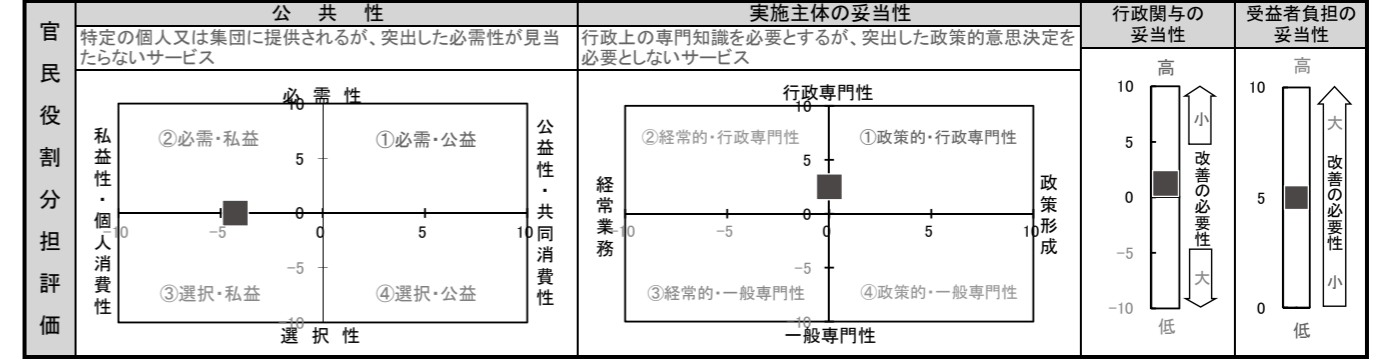 官民役割分担評価
公共性
特定の個人又は集団に提供されるが、突出した必需性が見当
たらないサービス
必需性
10
②必需・私益
①必需・公益
5
私益性・個人消費性
公益性・共同消費性
0
-10
-5
0
5
10
-5
③選択・私益
④選択・公益
-10
選択性
実施主体の妥当性
行政上の専門知識を必要とするが、突出した政策的意思決定を
必要としないサービス
行政専門性
10
②経常的・行政専門性
①政策的・行政専門性
5
経常業務
政策形成
0
-10
-5
0
5
10
-5
③経常的・一般専門性
④政策的・一般専門性
-10
一般専門性
行政関与の
妥当性
高
10
5
0
-5
-10
小
改善の必要性
大
低
受益者負担の
妥当性
高
10
5
0
大
改善の必要性
小
低